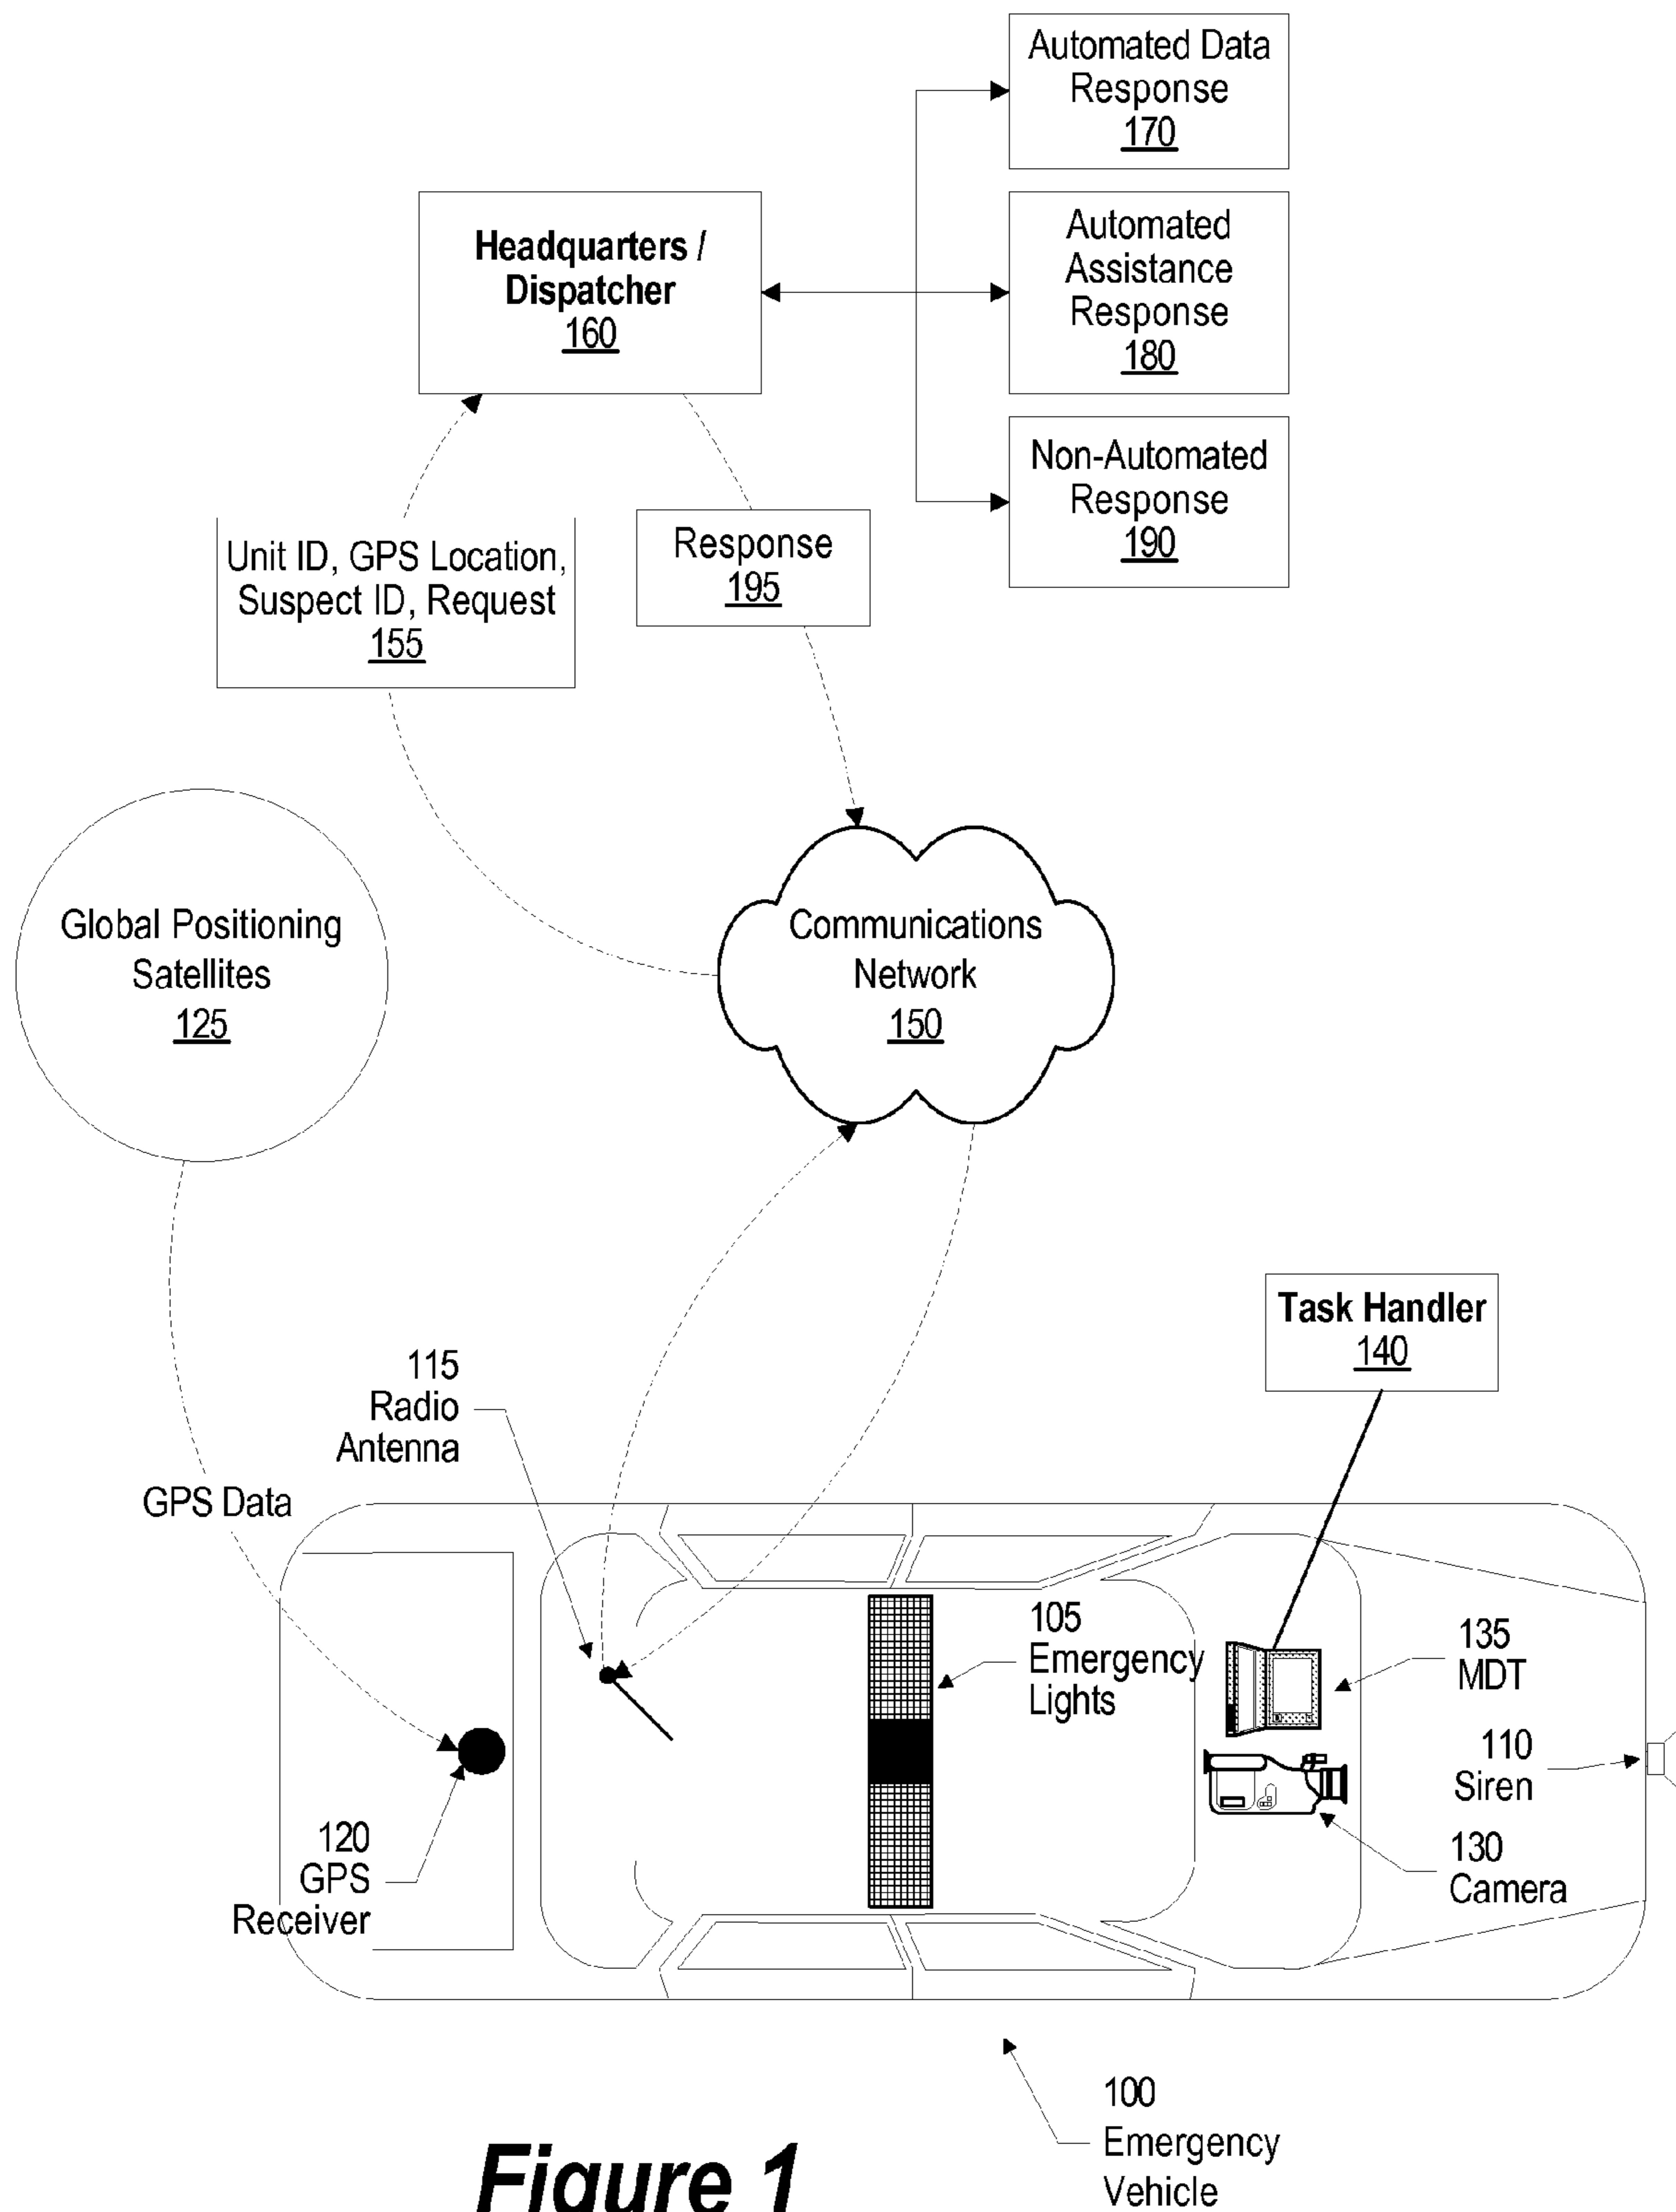 Automated Data
Response
170
Headquarters /
Dispatcher
160
Automated
Assistance
Response
180
Non-Automated
Response
190
Unit ID, GPS Location,
Suspect ID, Request
155
Response
195
Global Positioning
Satellites
125
Communications
Network
150
Task Handler
140
115
Radio
Antenna
GPS Data
105
Emergency
Lights
135
MDT
110
Siren
120
GPS
Receiver
130
Camera
100
Emergency
Vehicle
Figure 1